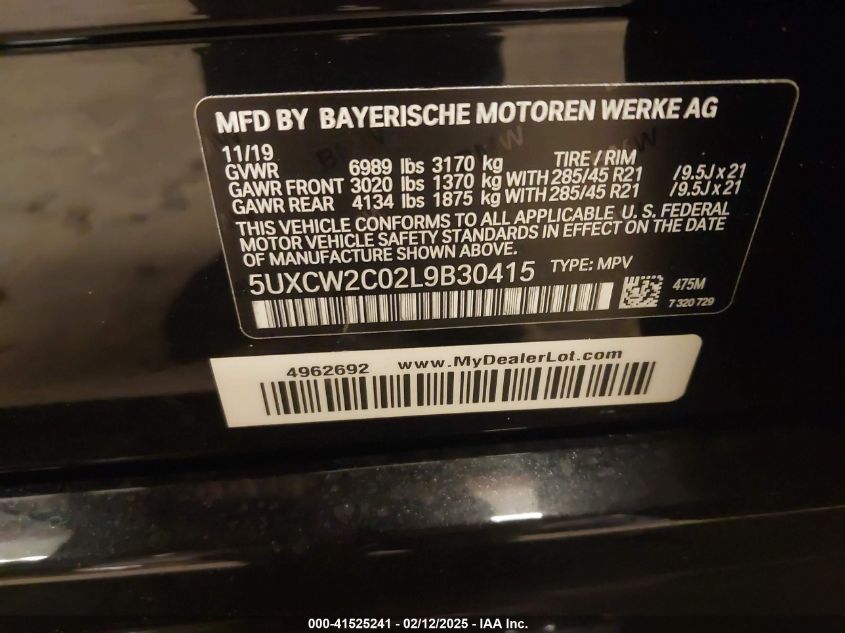 MFD BY BAYERISCHE MOTOREN WERKE AG
11/19 TIRE / RIM
GVWR 6989 lbs 3170 kg
GAWR FRONT 3020 lbs 1370 kg WITH 285/45 R21 /9.5J x 21
GAWR REAR 4134 lbs 1875 kg WITH 285/45 R21 /9.5J x 21
THIS VEHICLE CONFORMS TO ALL APPLICABLE U. S. FEDERAL
MOTOR VEHICLE SAFETY STANDARDS IN EFFECT ON THE DATE
OF MANUFACTURE SHOWN ABOVE.
5UXCW2C02L9B30415 TYPE: MPV
475M
7 320 729
4962692 www.MyDealerLot.com
000-41525241 - 02/12/2025 - IAA Inc.